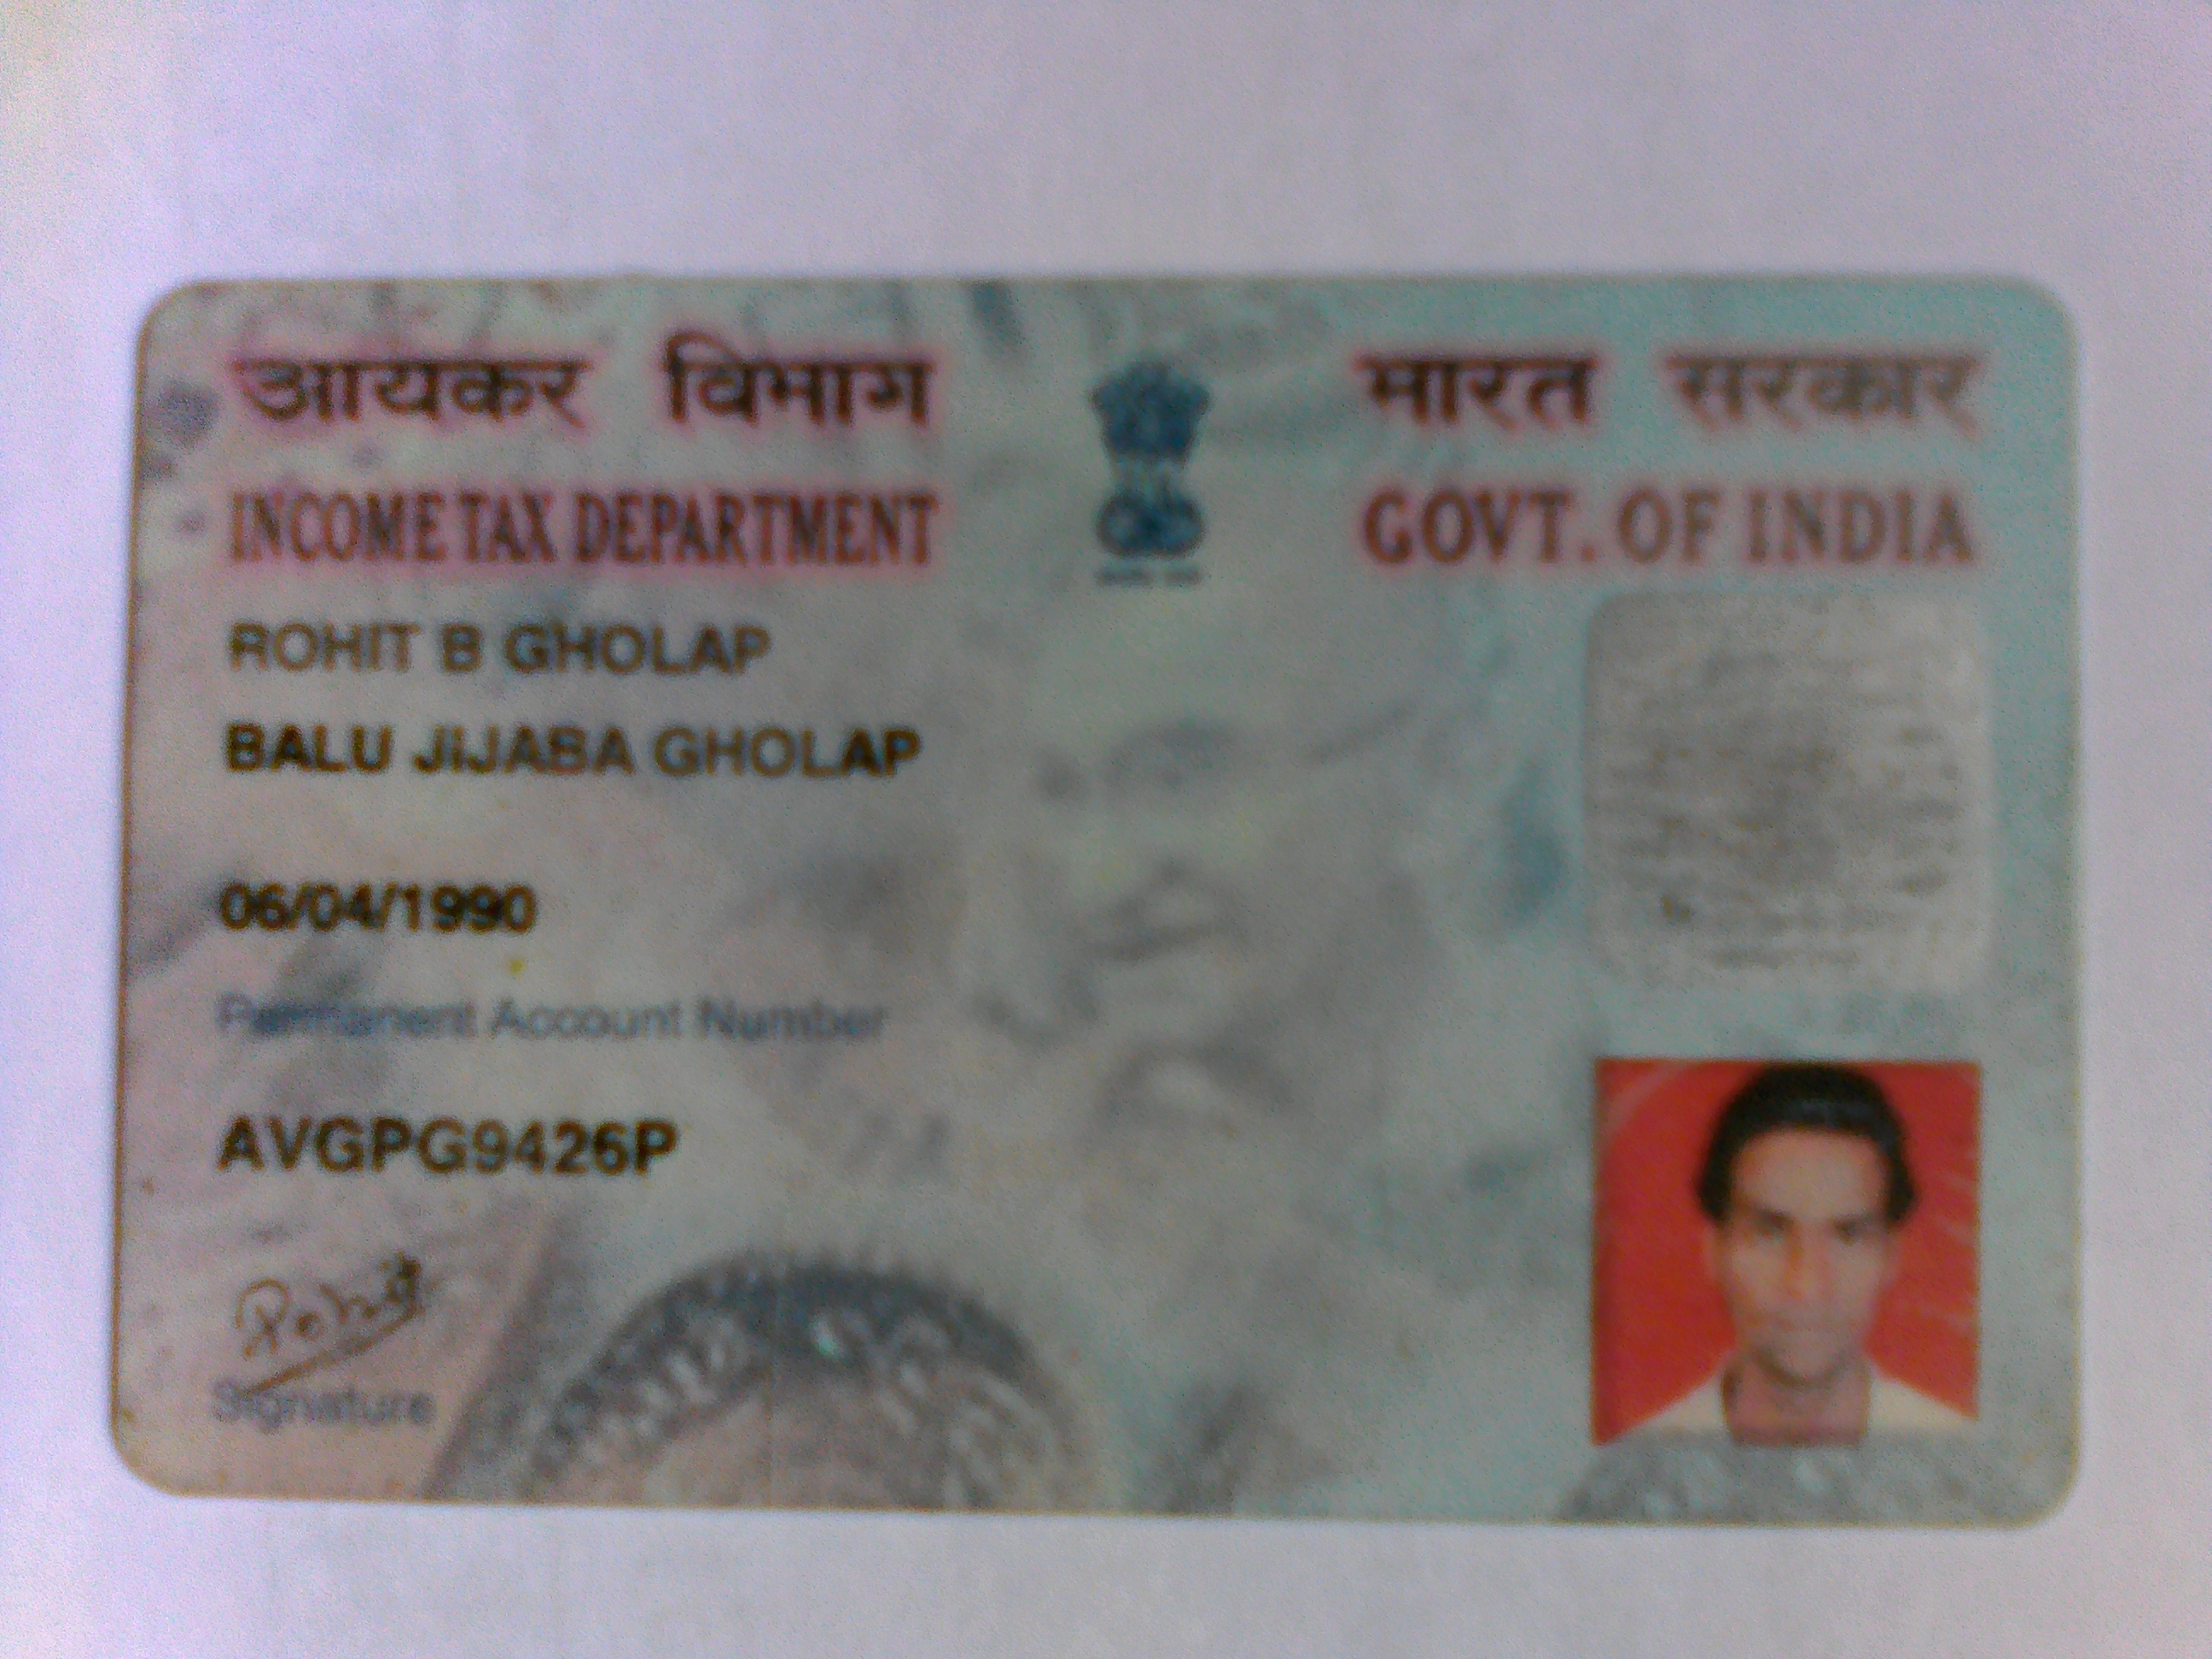 आयकर विभाग
भारत सरकार
INCOME TAX DEPARTMENT
GOVT. OF INDIA
ROHIT B GHOLAP
BALU JIJABA GHOLAP
06/04/1990
Permanent Account Number
AVGPG9426P
Rohit
Signature